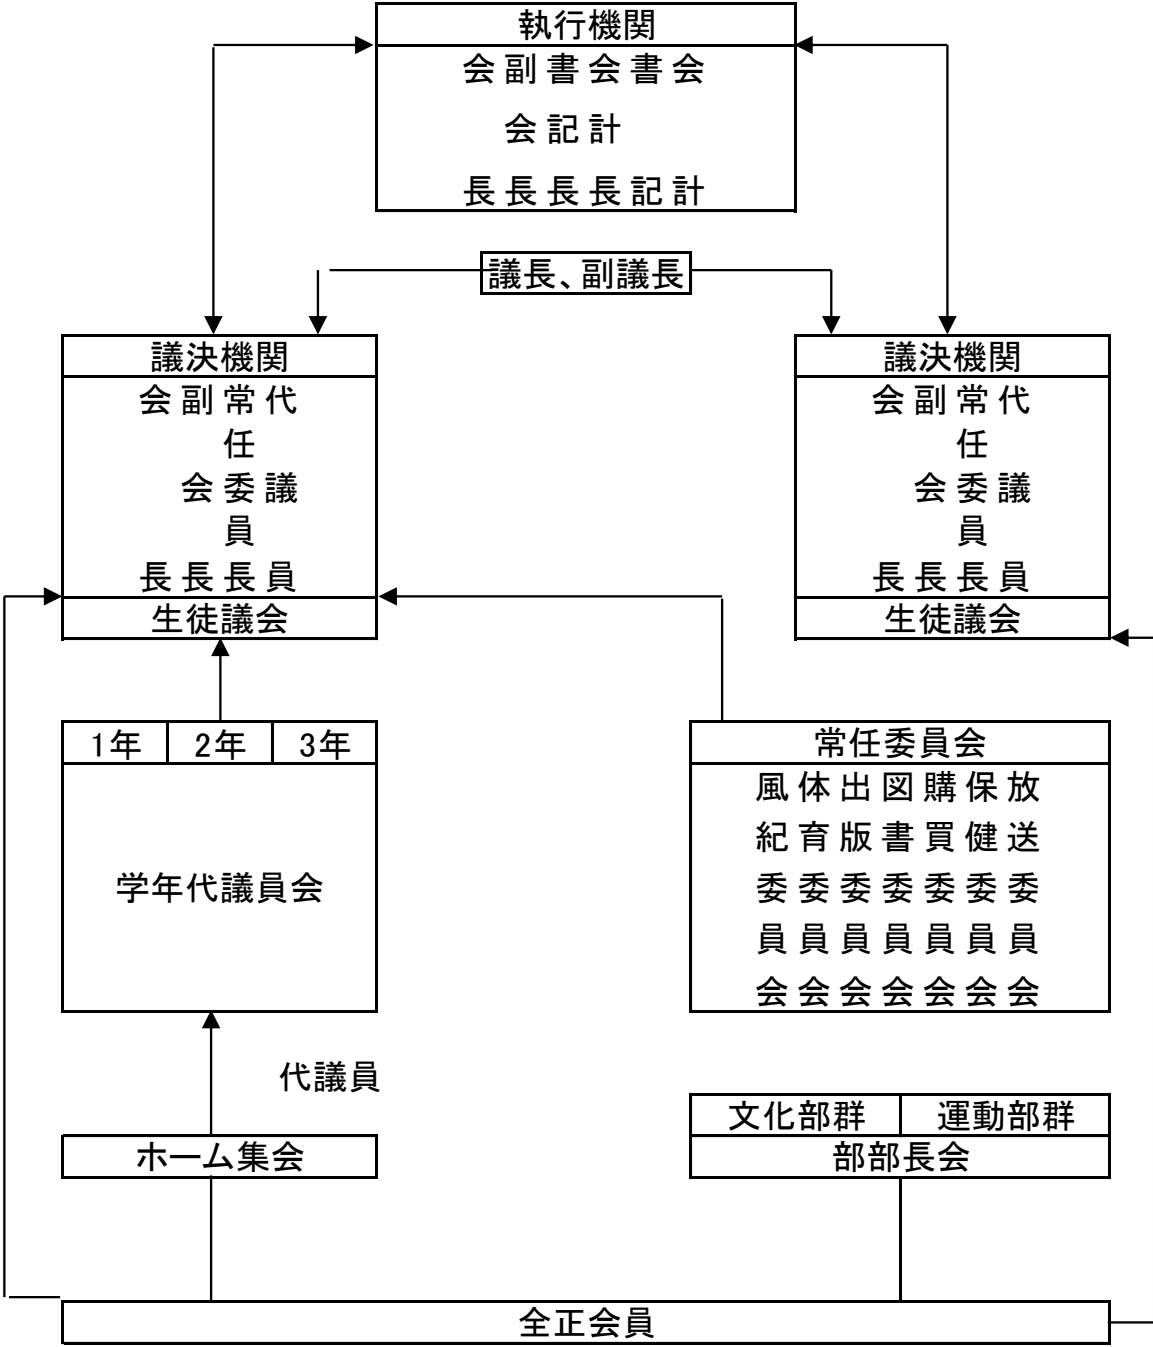 執行機関
会副書会書会
会記計
長長長長記計
議長、副議長
議決機関
会副常代
任
会委議
員
長長長員
生徒議会
議決機関
会副常代
任
会委議
員
長長長員
生徒議会
1年 2年 3年
学年代議員会
常任委員会
風体出図購保放
紀育版書買健送
委委委委委委委
員員員員員員員
会会会会会会会
代議員
ホーム集会
文化部群 運動部群
部部長会
全正会員